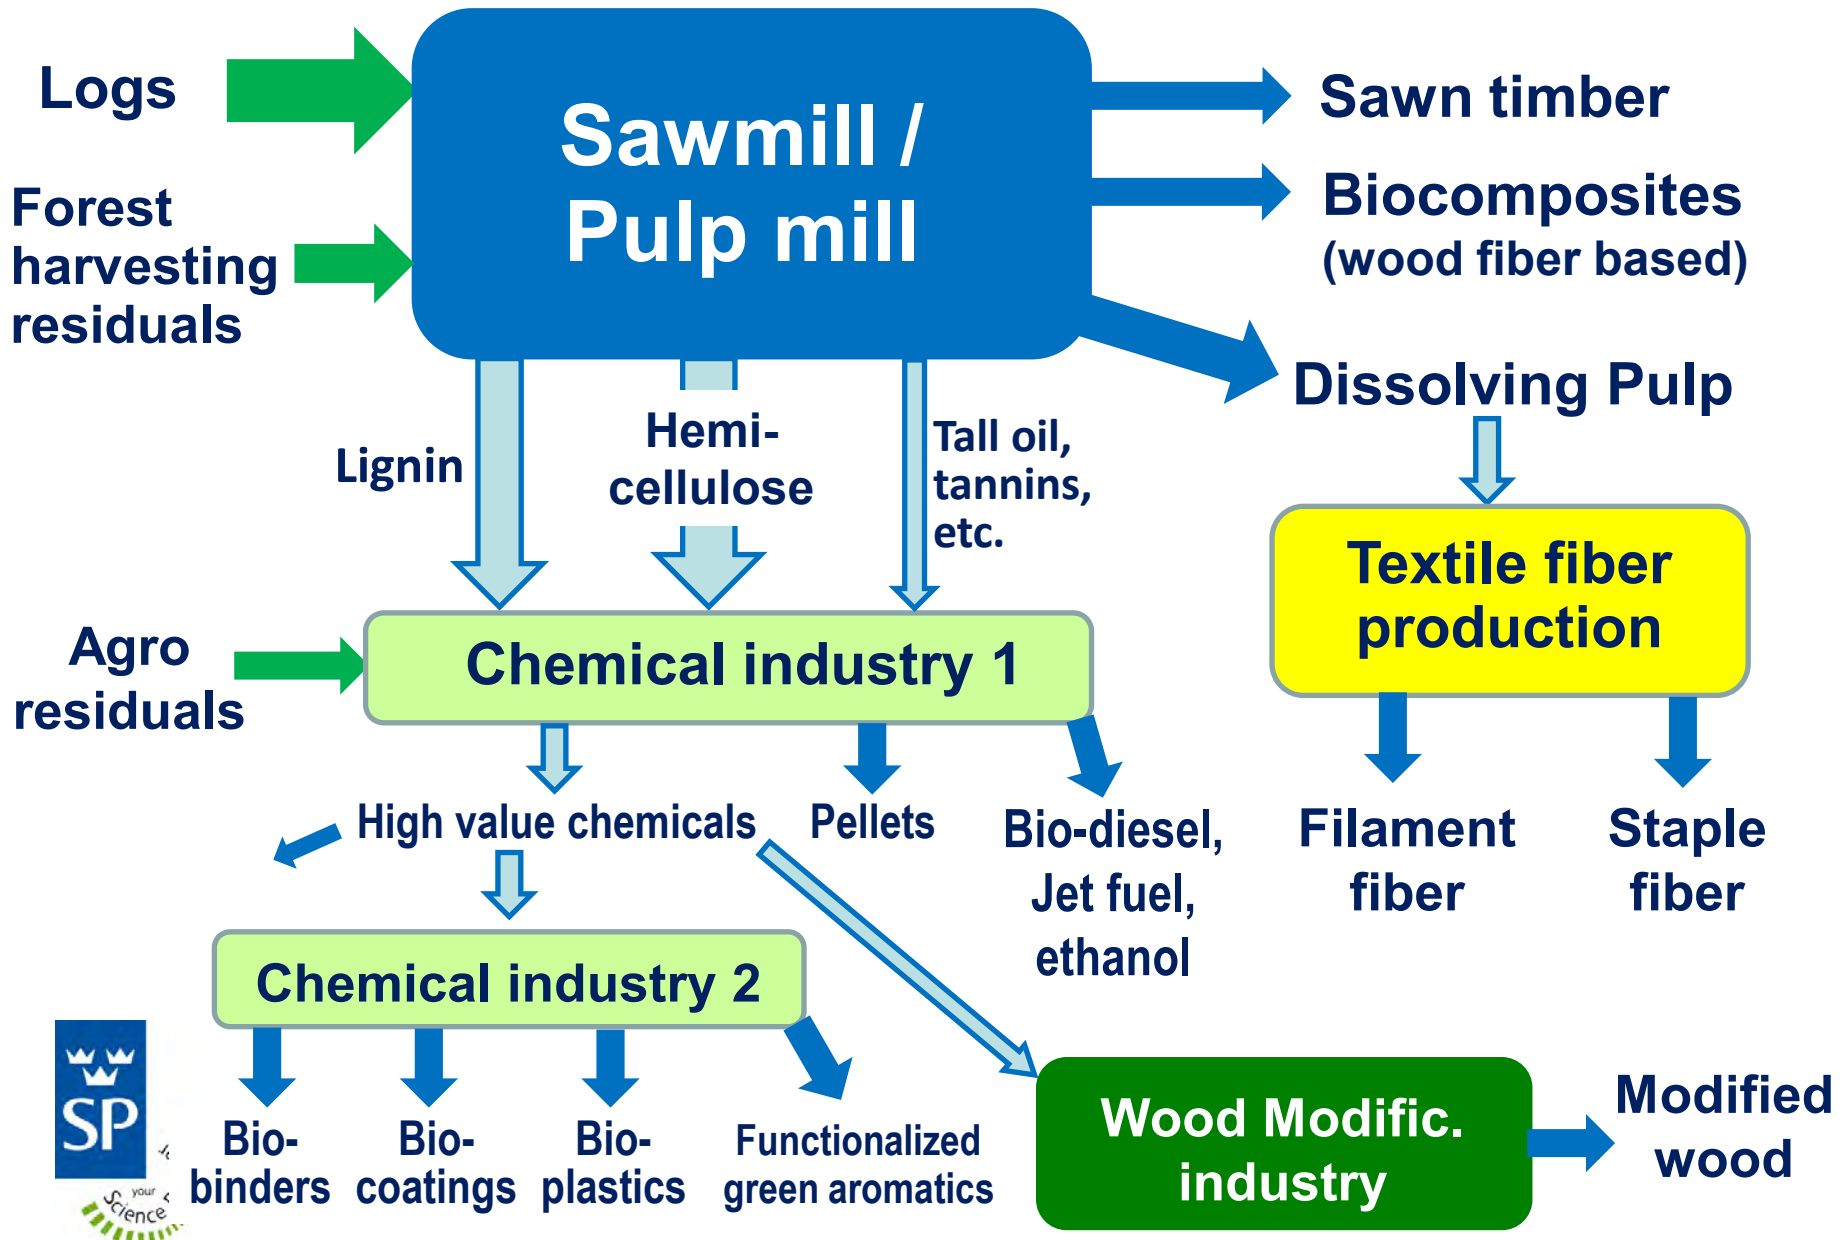 Logs
Sawmill /
Pulp mill
Sawn timber
Biocomposites
(wood fiber based)
Forest
harvesting
residuals
Dissolving Pulp
Lignin
Hemi-
cellulose
Tall oil,
tannins,
etc.
Textile fiber
production
Agro
residuals
Chemical industry 1
High value chemicals
Pellets
Bio-diesel,
Jet fuel,
ethanol
Filament
fiber
Staple
fiber
Chemical industry 2
Bio-
binders
Bio-
coatings
Bio-
plastics
Functionalized
green aromatics
Wood Modific.
industry
Modified
wood
SP
your
Science